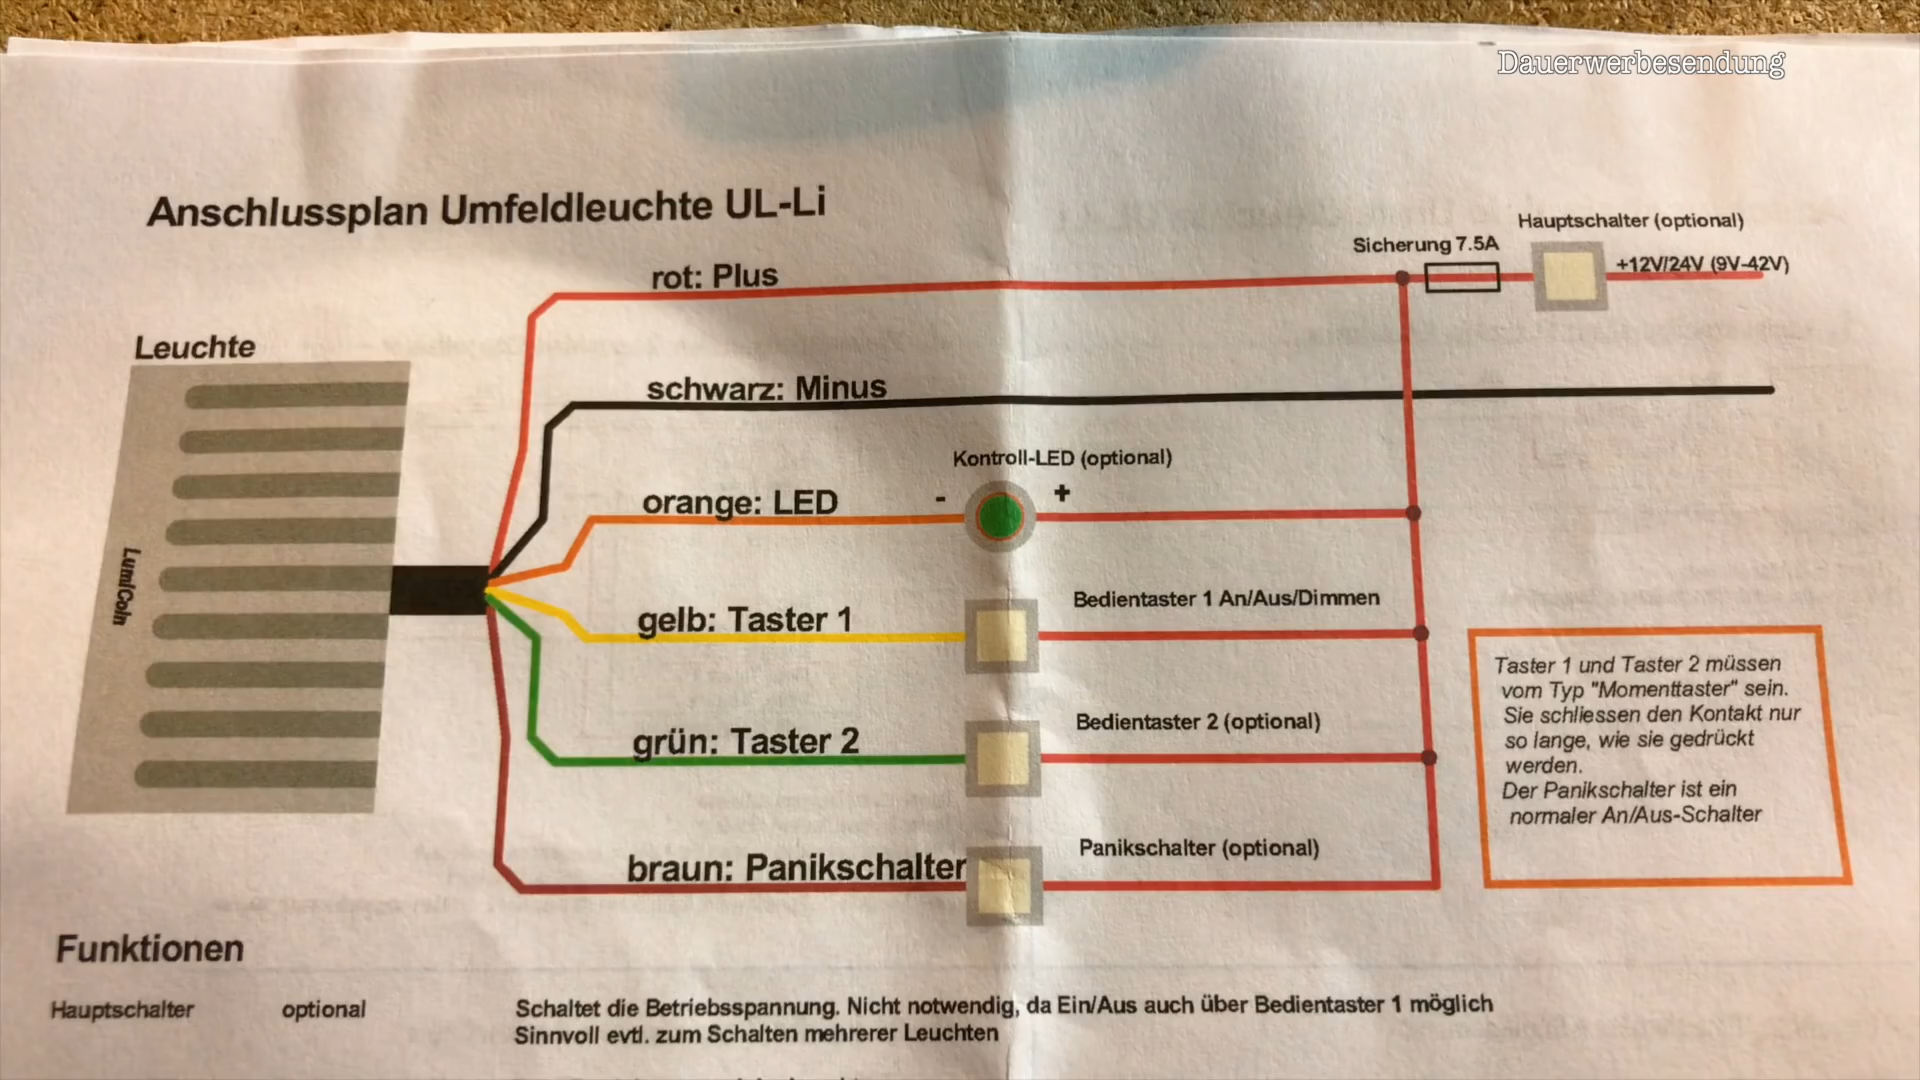 Dauerwerbesendung
Anschlussplan Umfeldleuchte UL-Li
Hauptschalter (optional)
Sicherung 7.5A
+12V/24V (9V-42V)
rot: Plus
Leuchte
schwarz: Minus
Kontroll-LED (optional)
orange: LED
- +
LumiCoin
Bedientaster 1 An/Aus/Dimmen
gelb: Taster 1
Taster 1 und Taster 2 müssen
vom Typ "Momenttaster" sein.
Sie schliessen den Kontakt nur
so lange, wie sie gedrückt
werden.
Der Panikschalter ist ein
normaler An/Aus-Schalter
Bedientaster 2 (optional)
grün: Taster 2
Panikschalter (optional)
braun: Panikschalter
Funktionen
Hauptschalter optional Schaltet die Betriebsspannung. Nicht notwendig, da Ein/Aus auch über Bedientaster 1 möglich
Sinnvoll evtl. zum Schalten mehrerer Leuchten